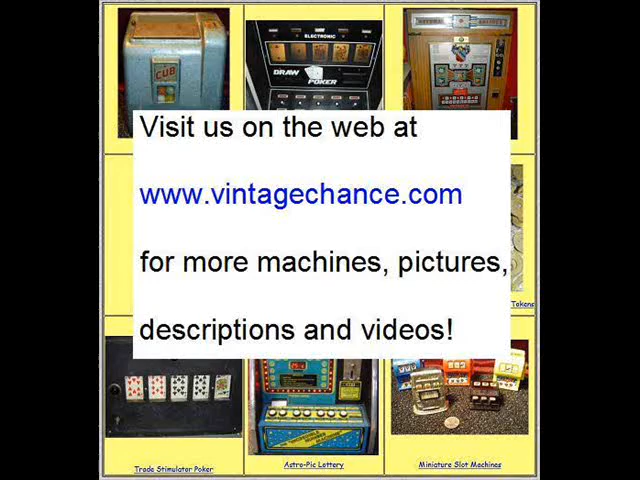 CUB
ELECTRONIC
DRAW POKER
Visit us on the web at
www.vintagechance.com
for more machines, pictures,
descriptions and videos!
Tokens
Trade Stimulator Poker
Astro-Pic Lottery
Miniature Slot Machines